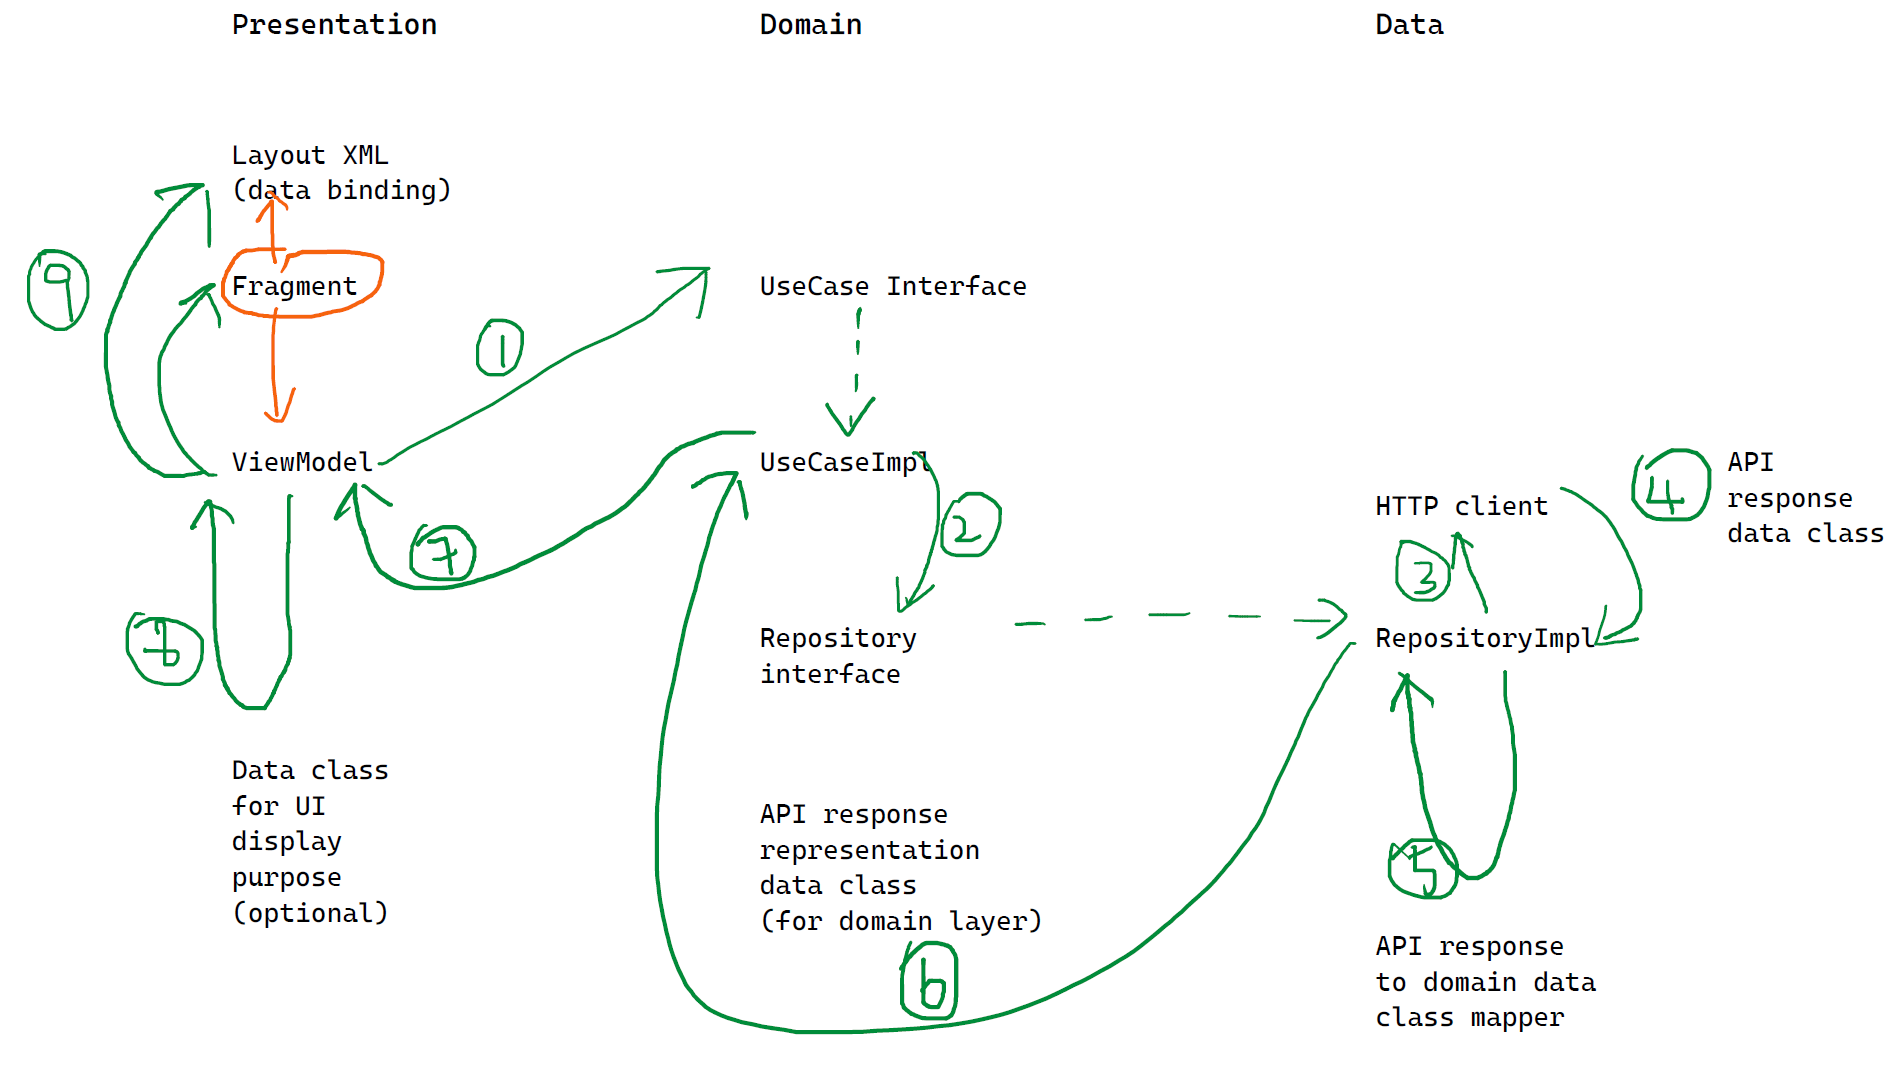 Presentation
Domain
Data
Layout XML
(data binding)
9
Fragment
UseCase Interface
1
ViewModel
UseCaseImpl
2
7
HTTP client
3
4
API
response
data class
8
Repository
interface
RepositoryImpl
Data class
for UI
display
purpose
(optional)
API response
representation
data class
(for domain layer)
6
5
API response
to domain data
class mapper